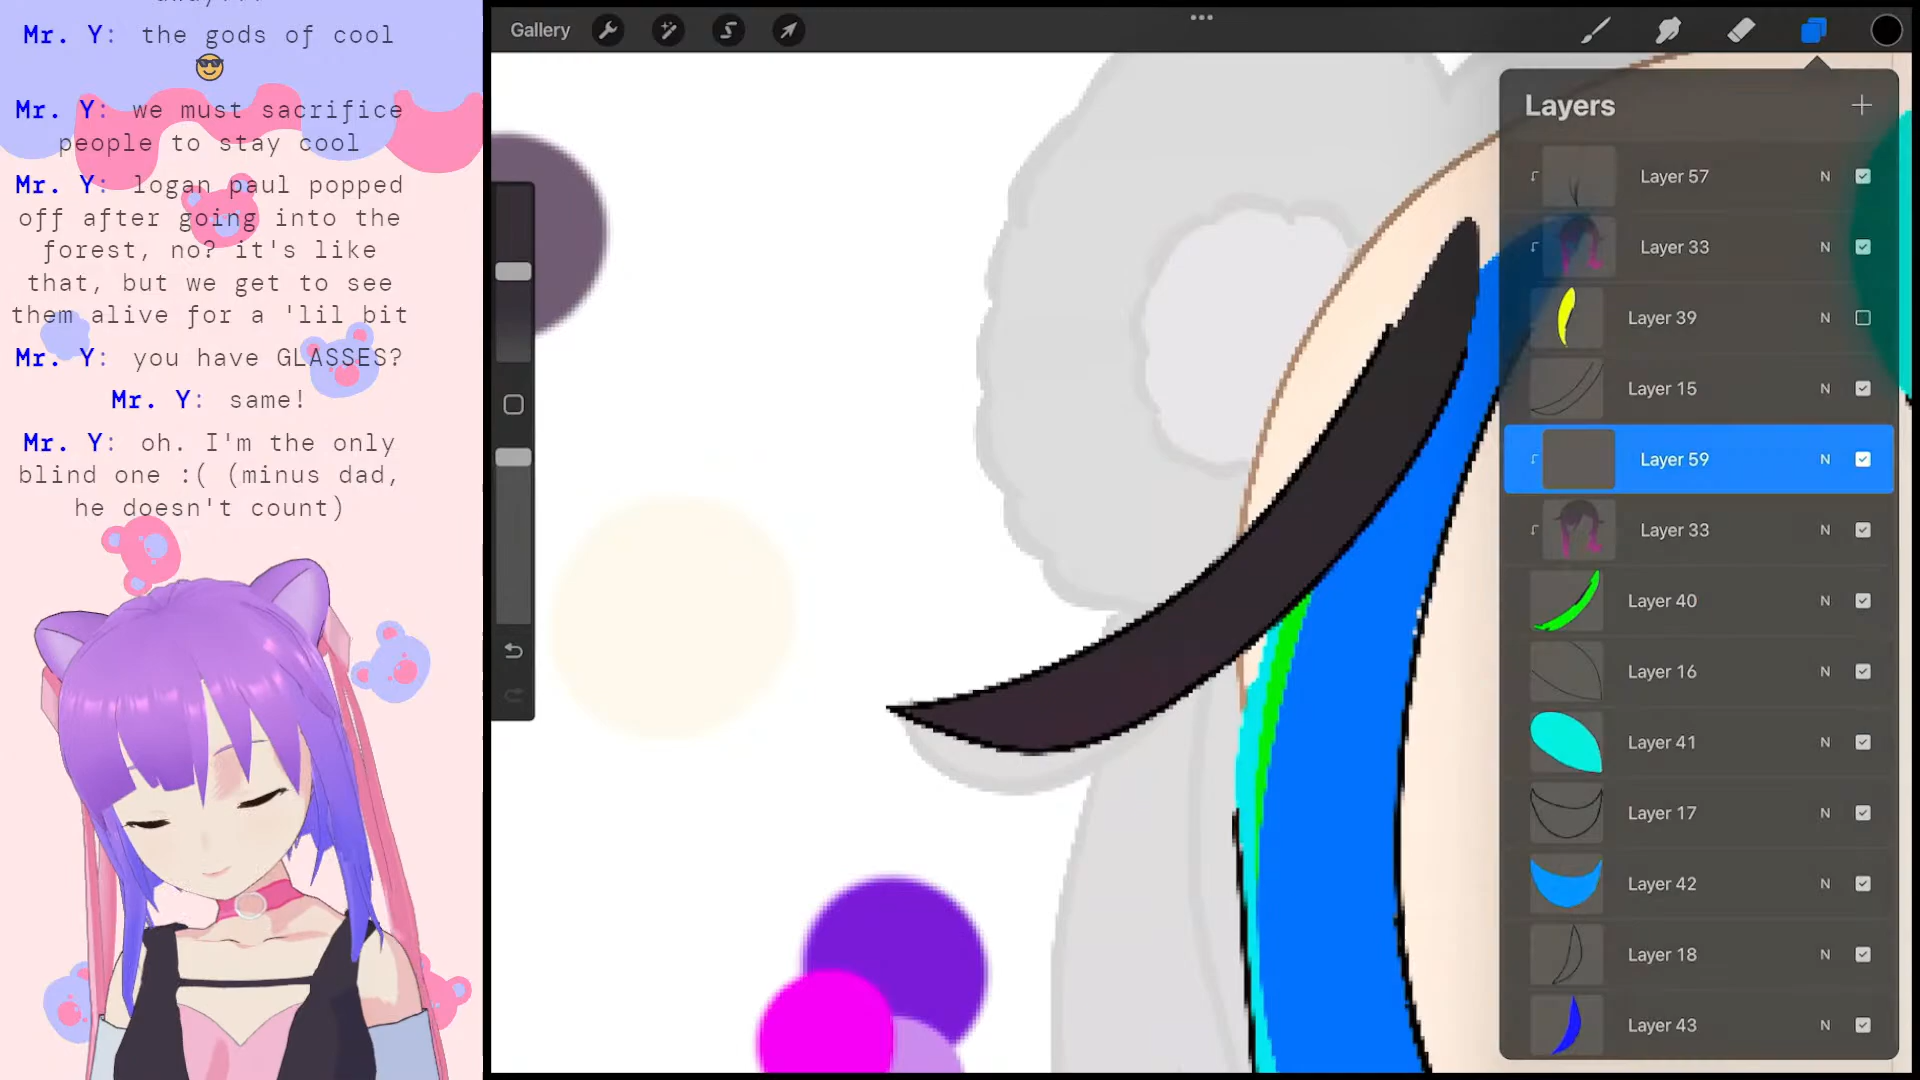 Mr. Y: the gods of cool
😎
Mr. Y: we must sacrifice
people to stay cool
Mr. Y: logan paul popped
off after going into the
forest, no? it's like
that, but we get to see
them alive for a 'lil bit
Mr. Y: you have GLASSES?
Mr. Y: same!
Mr. Y: oh. I'm the only
blind one :( (minus dad,
he doesn't count)
Gallery
Layers
Layer 57 N
Layer 33 N
Layer 39 N
Layer 15 N
Layer 59 N
Layer 33 N
Layer 40 N
Layer 16 N
Layer 41 N
Layer 17 N
Layer 42 N
Layer 18 N
Layer 43 N